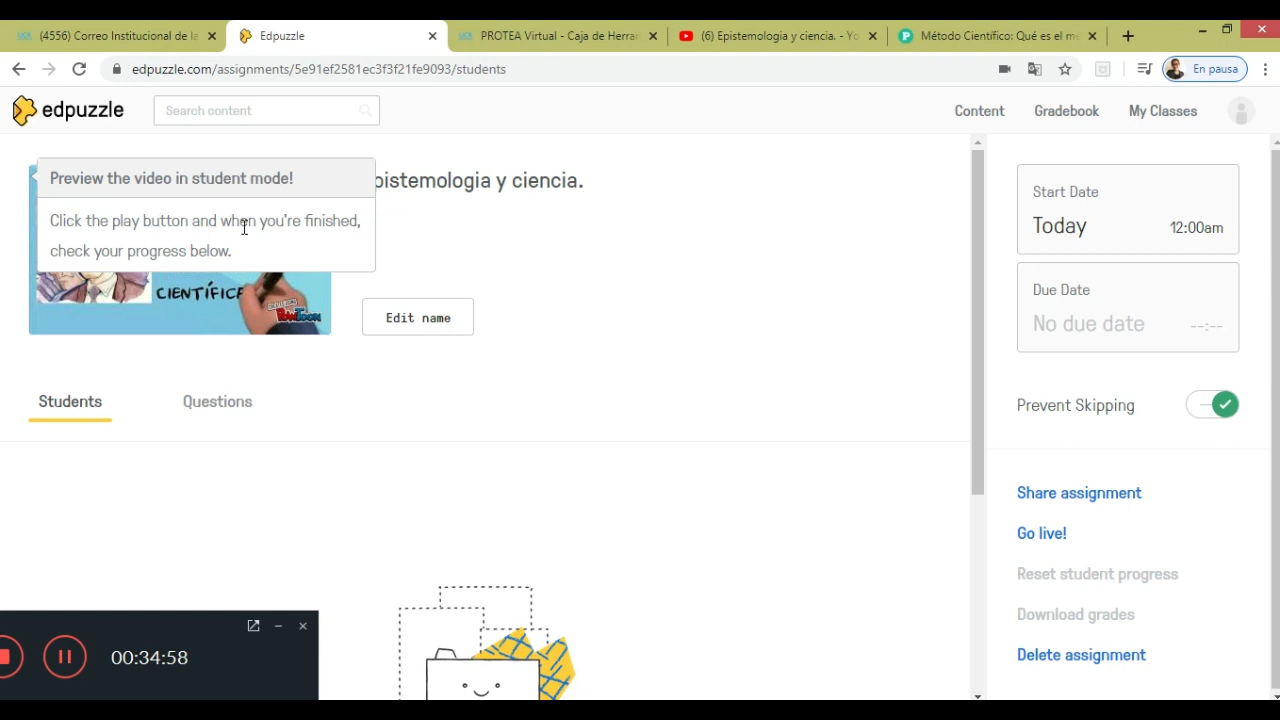 (4556) Correo Institucional de la
Edpuzzle
PROTEA Virtual - Caja de Herra
(6) Epistemologia y ciencia. - Yo
Método Científico: Qué es el m
edpuzzle.com/assignments/5e91ef2581ec3f3f21fe9093/students
En pausa
edpuzzle
Search content
Content
Gradebook
My Classes
Preview the video in student mode!
Click the play button and when you're finished,
check your progress below.
pistemologia y ciencia.
CIENTÍFICA
POWTOON
Edit name
Students
Questions
Start Date
Today 12:00am
Due Date
No due date --:--
Prevent Skipping
Share assignment
Go live!
Reset student progress
Download grades
Delete assignment
00:34:58